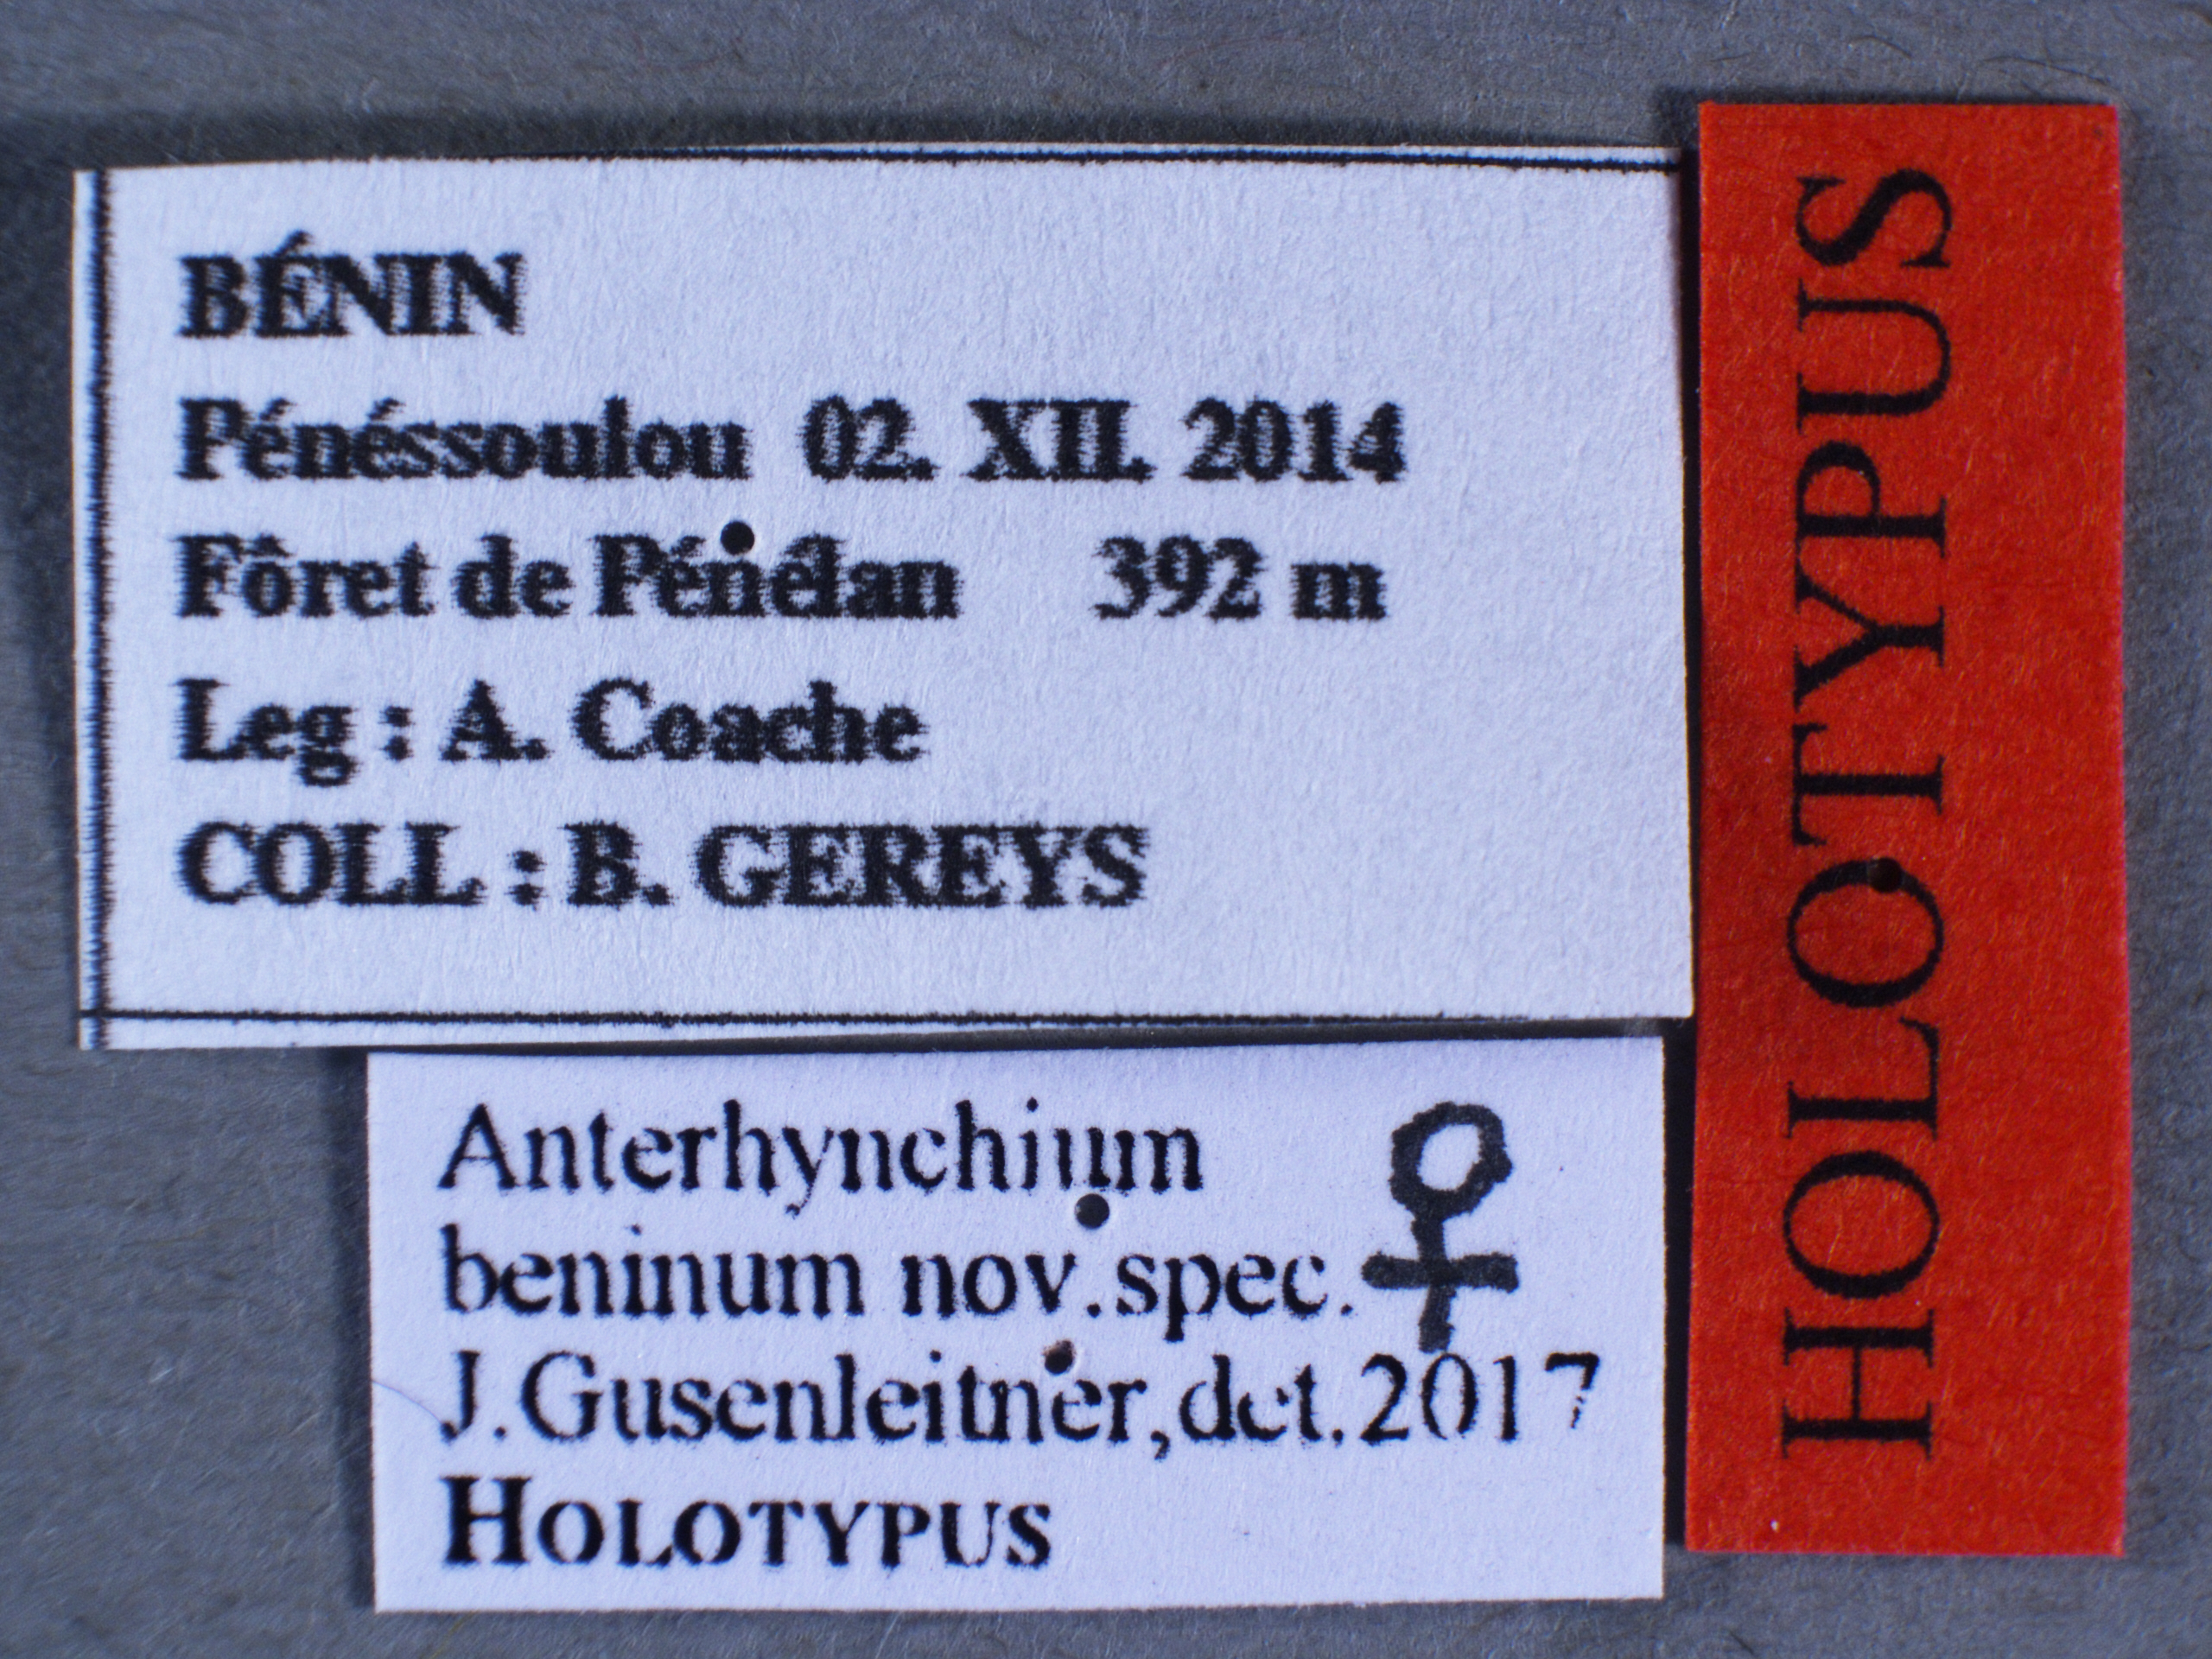 BÉNIN
Pénéssoulou 02. XII. 2014
Fôret de Pénélan 392 m
Leg : A. Coache
COLL : B. GEREYS
Anterhynchium ♀
beninum nov.spec.
J.Gusenleitner,det.2017
HOLOTYPUS
HOLOTYPUS